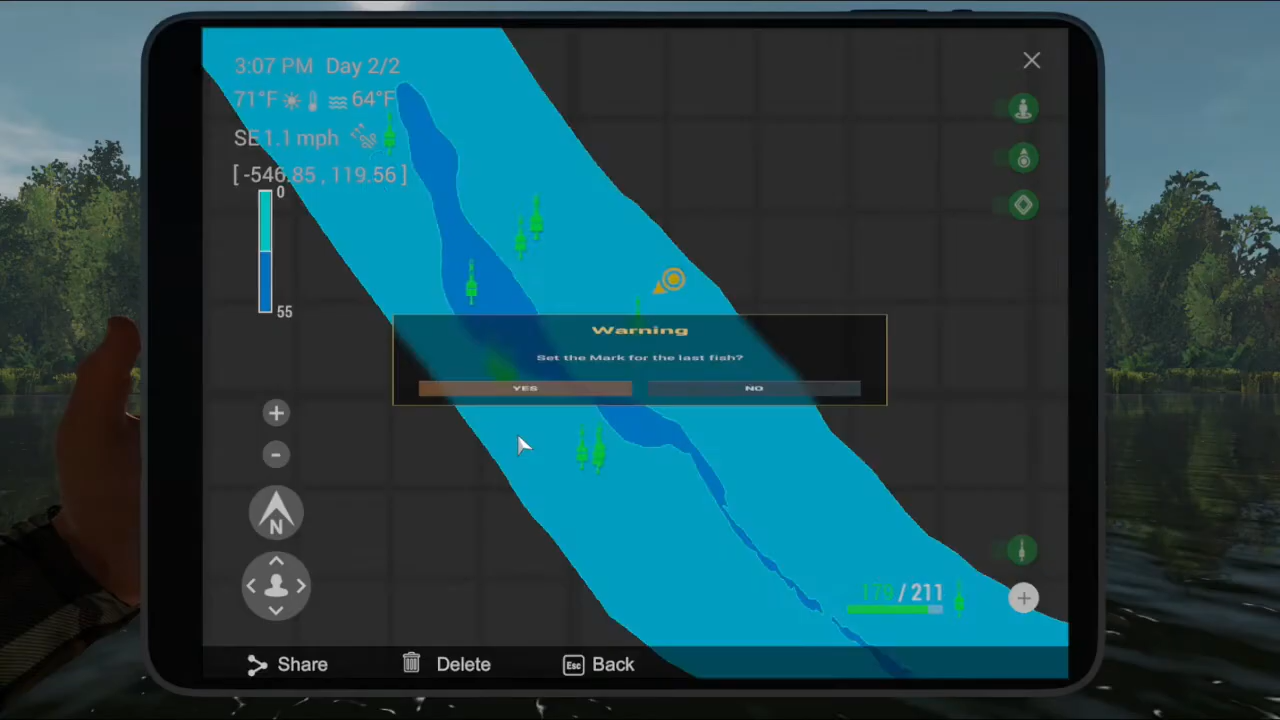 3:07 PM Day 2/2
71°F 64°F
SE 1.1 mph
[ -546.85 , 119.56 ]
0
55
Warning
Set the Mark for the last fish?
YES NO
+
-
N
179 / 211
+
Share Delete Esc Back